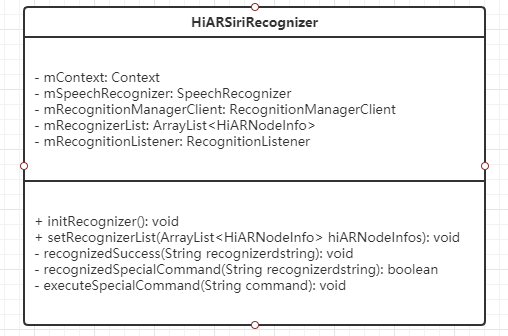 HiARSiriRecognizer
- mContext: Context
- mSpeechRecognizer: SpeechRecognizer
- mRecognitionManagerClient: RecognitionManagerClient
- mRecognizerList: ArrayList<HiARNodeInfo>
- mRecognitionListener: RecognitionListener
+ initRecognizer(): void
+ setRecognizerList(ArrayList<HiARNodeInfo> hiARNodeInfos): void
- recognizedSuccess(String recognizerdstring): void
- recognizedSpecialCommand(String recognizerdstring): boolean
- executeSpecialCommand(String command): void